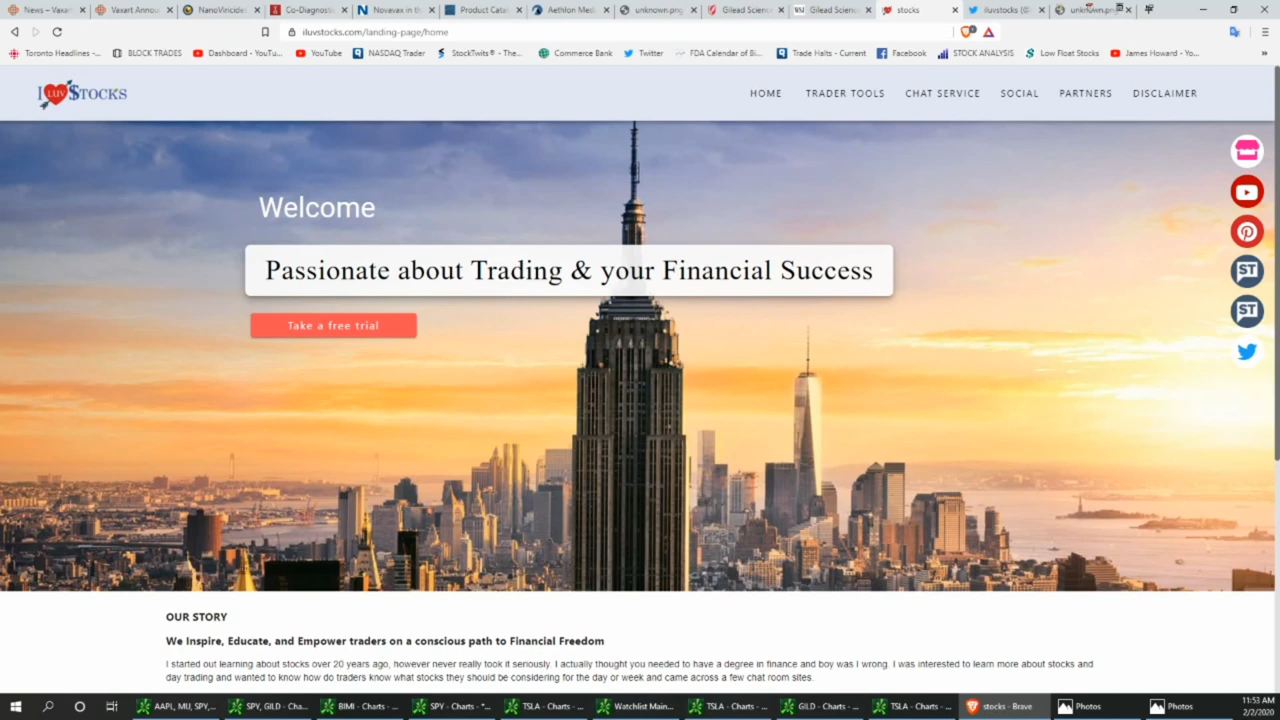 News – Vaxar
Vaxart Annou
NanoViricides
Co-Diagnostic
Novavax in th
Product Catal
Aethlon Medi
unknown.png
Gilead Scienc
Gilead Scienc
stocks
iluvstocks (@
unknown.png
iluvstocks.com/landing-page/home
Toronto Headlines -...
BLOCK TRADES
Dashboard - YouTu...
YouTube
NASDAQ Trader
StockTwits® - The...
Commerce Bank
Twitter
FDA Calendar of Bi...
Trade Halts - Current
Facebook
STOCK ANALYSIS
Low Float Stocks
James Howard - Yo...
I LUV $TOCKS
HOME TRADER TOOLS CHAT SERVICE SOCIAL PARTNERS DISCLAIMER
Welcome
Passionate about Trading & your Financial Success
Take a free trial
ST
ST
OUR STORY
We Inspire, Educate, and Empower traders on a conscious path to Financial Freedom
I started out learning about stocks over 20 years ago, however never really took it seriously. I actually thought you needed to have a degree in finance and boy was I wrong. I was interested to learn more about stocks and
day trading and wanted to know how do traders know what stocks they should be considering for the day or week and came across a few chat room sites.
AAPL, MU, SPY,...
SPY, GILD - Cha...
BIMI - Charts - ...
SPY - Charts - "...
TSLA - Charts - ...
Watchlist Main...
TSLA - Charts - ...
GILD - Charts - ...
TSLA - Charts - ...
stocks - Brave
Photos
Photos
11:53 AM
2/2/2020